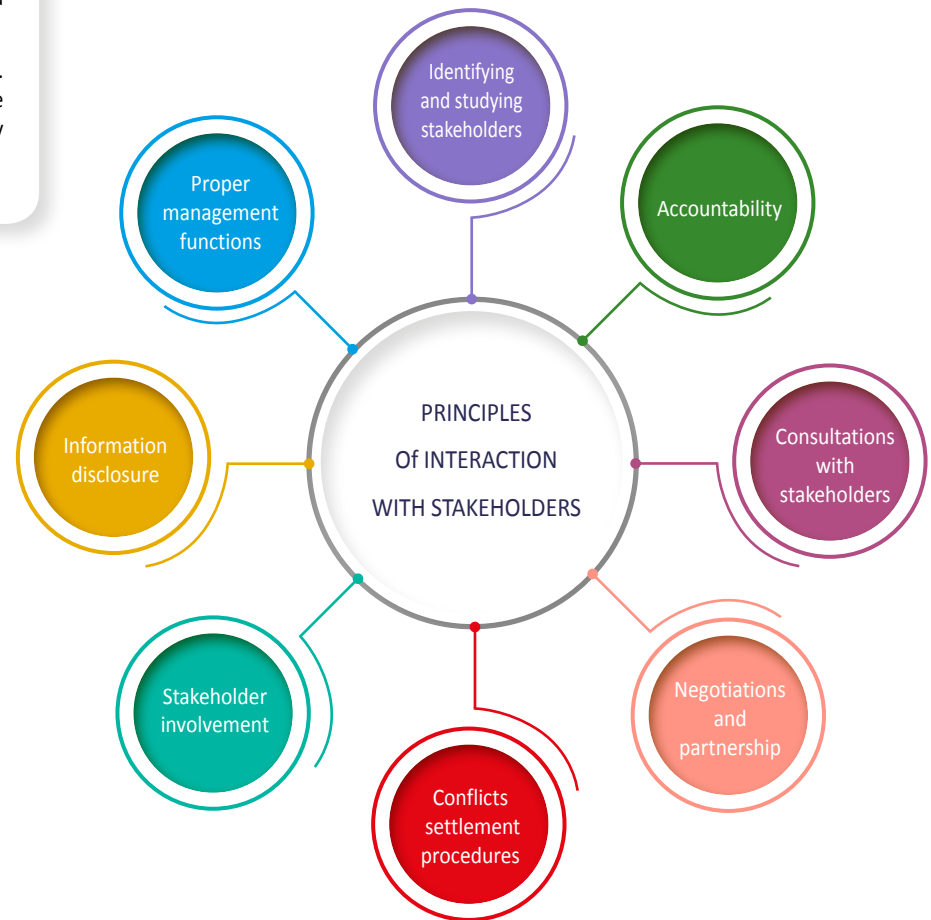 Identifying
and studying
stakeholders
Accountability
Consultations
with
stakeholders
Negotiations
and
partnership
Conflicts
settlement
procedures
Stakeholder
involvement
Information
disclosure
Proper
management
functions
PRINCIPLES
Of INTERACTION
WITH STAKEHOLDERS